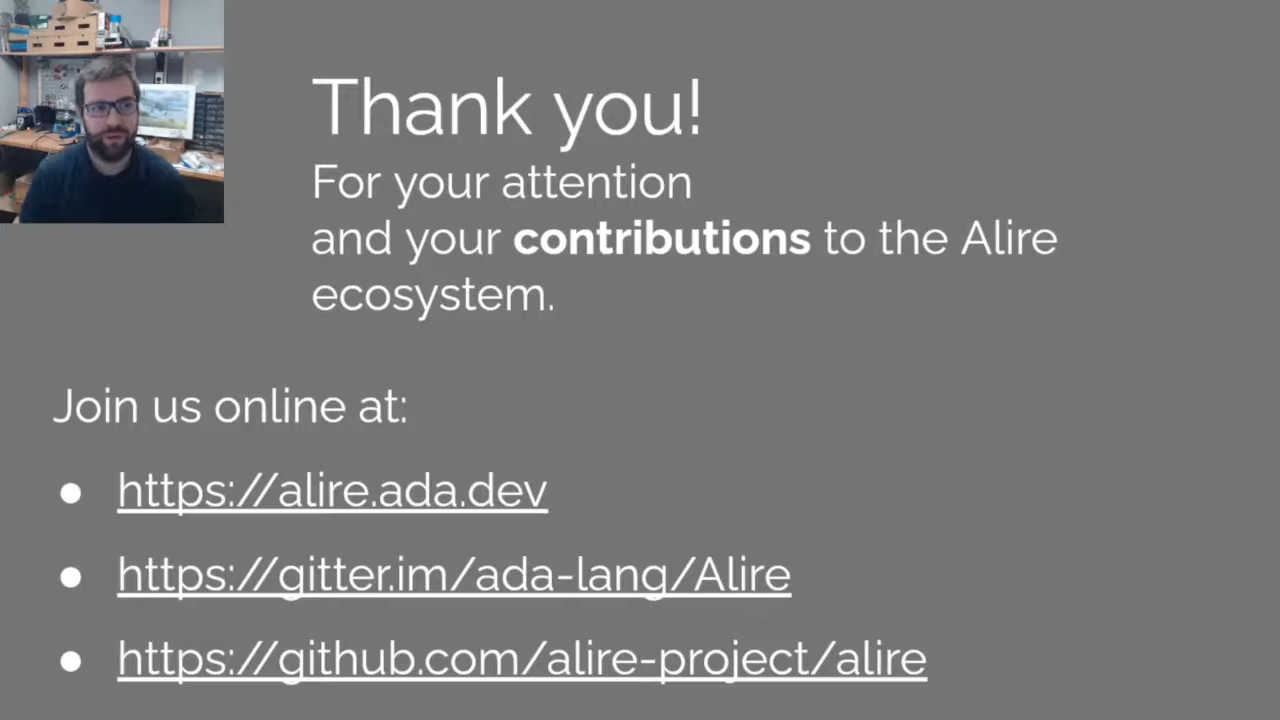 Thank you!
For your attention
and your contributions to the Alire
ecosystem.
Join us online at:
● https://alire.ada.dev
● https://gitter.im/ada-lang/Alire
● https://github.com/alire-project/alire